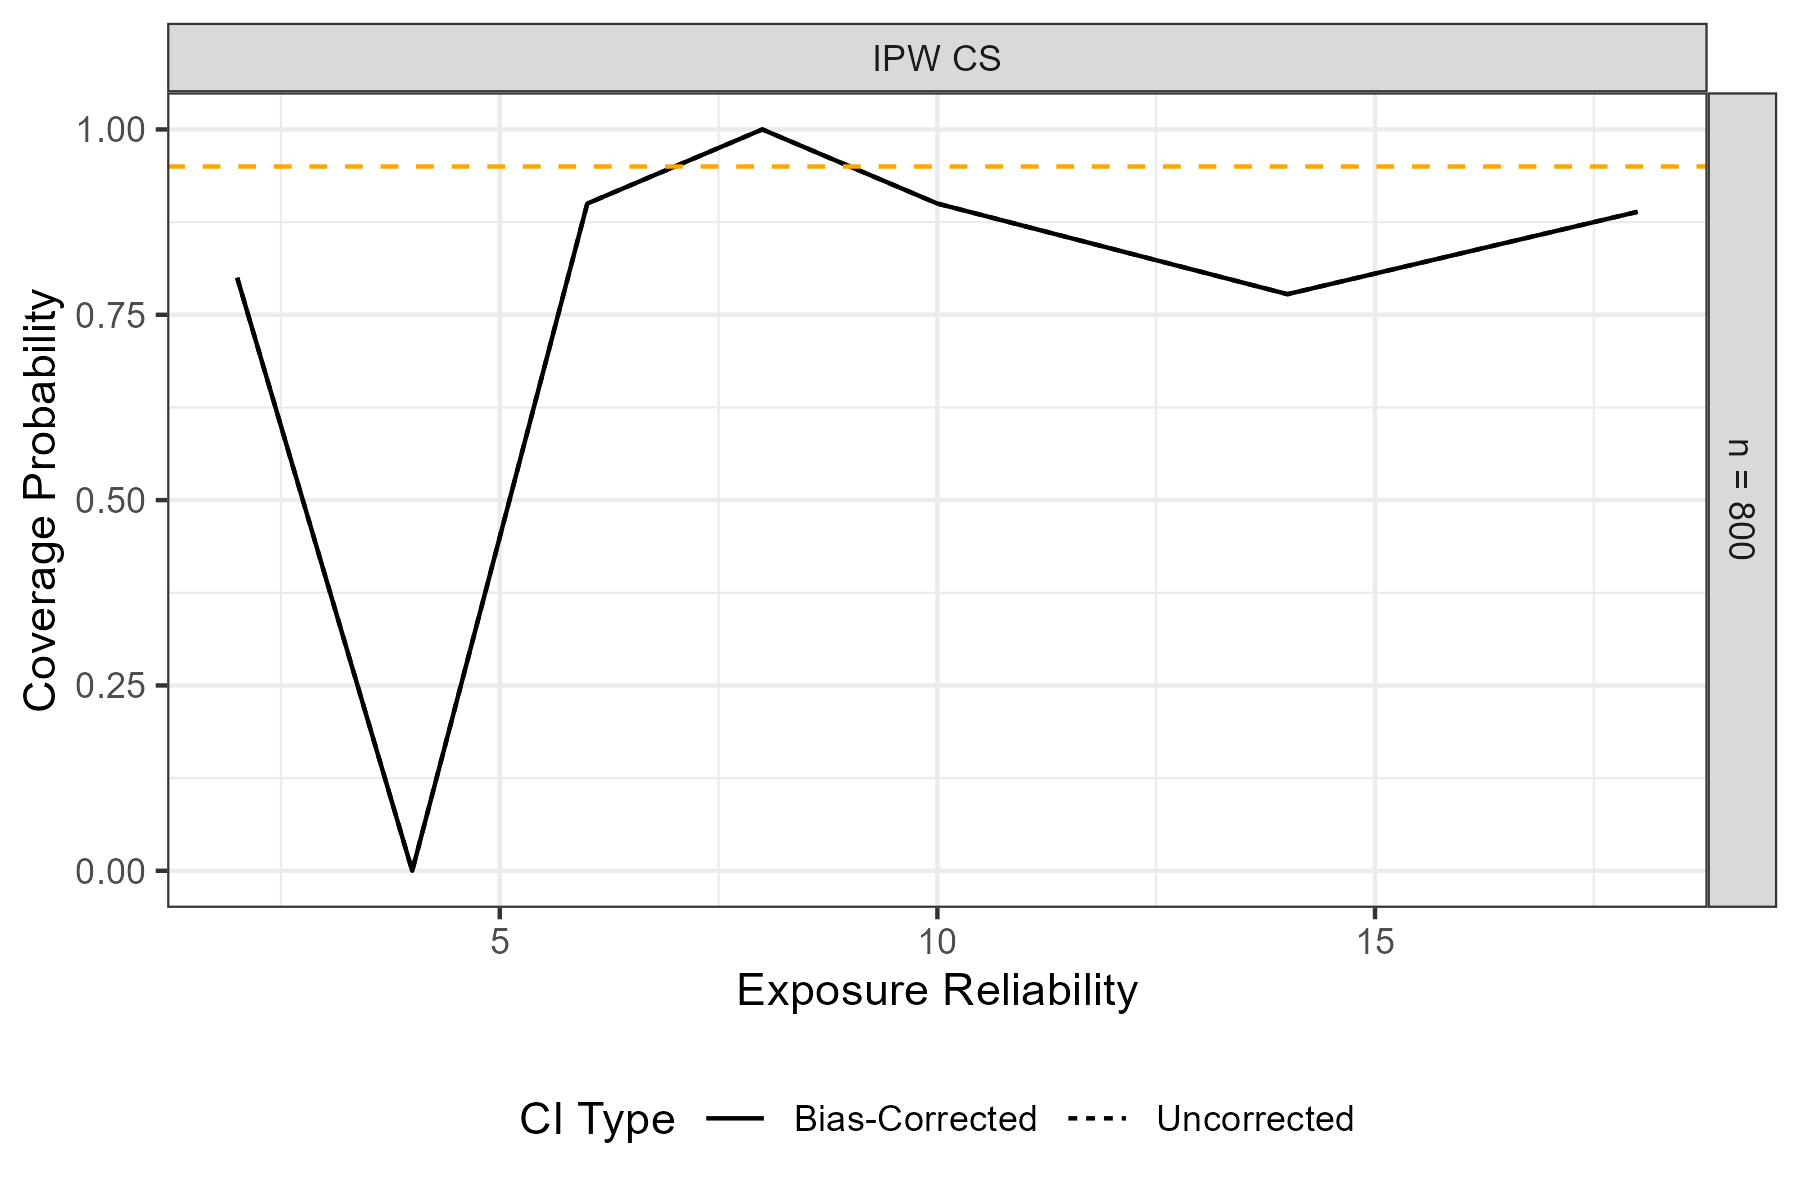 IPW CS
n = 800
Coverage Probability
1.00
0.75
0.50
0.25
0.00
5 10 15
Exposure Reliability
CI Type Bias-Corrected Uncorrected